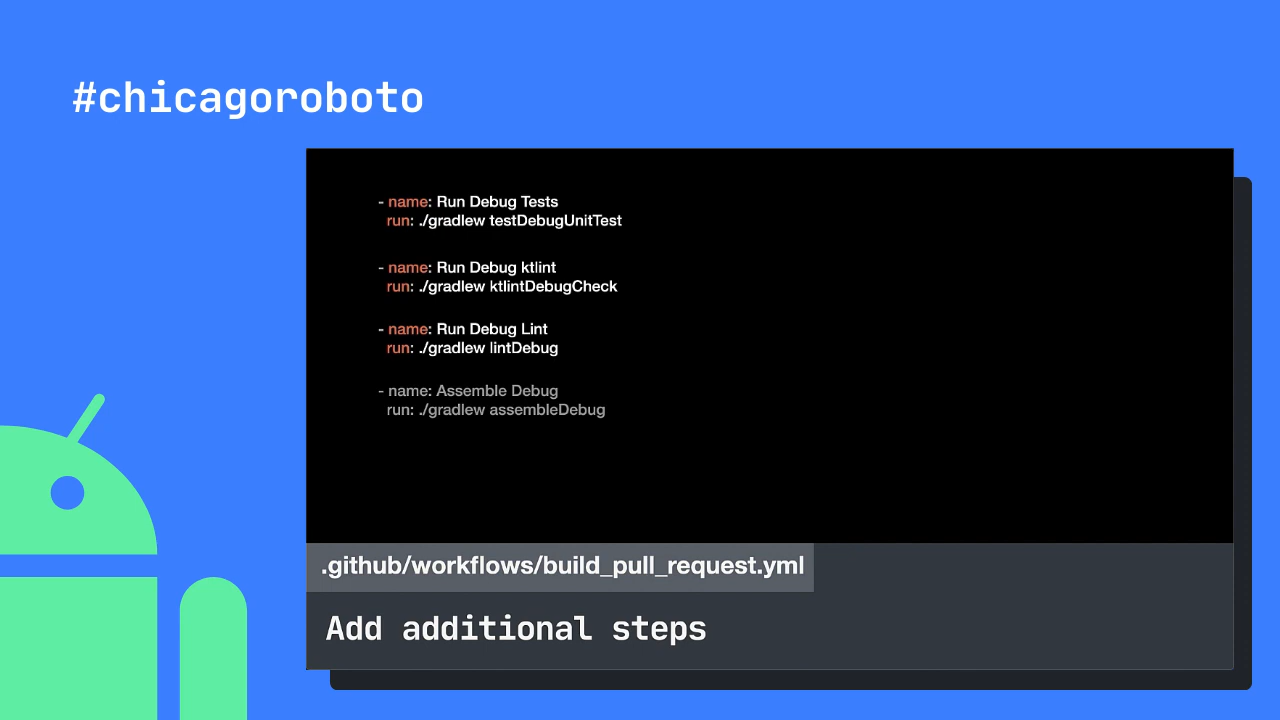 #chicagoroboto
- name: Run Debug Tests
run: ./gradlew testDebugUnitTest
- name: Run Debug ktlint
run: ./gradlew ktlintDebugCheck
- name: Run Debug Lint
run: ./gradlew lintDebug
- name: Assemble Debug
run: ./gradlew assembleDebug
.github/workflows/build_pull_request.yml
Add additional steps